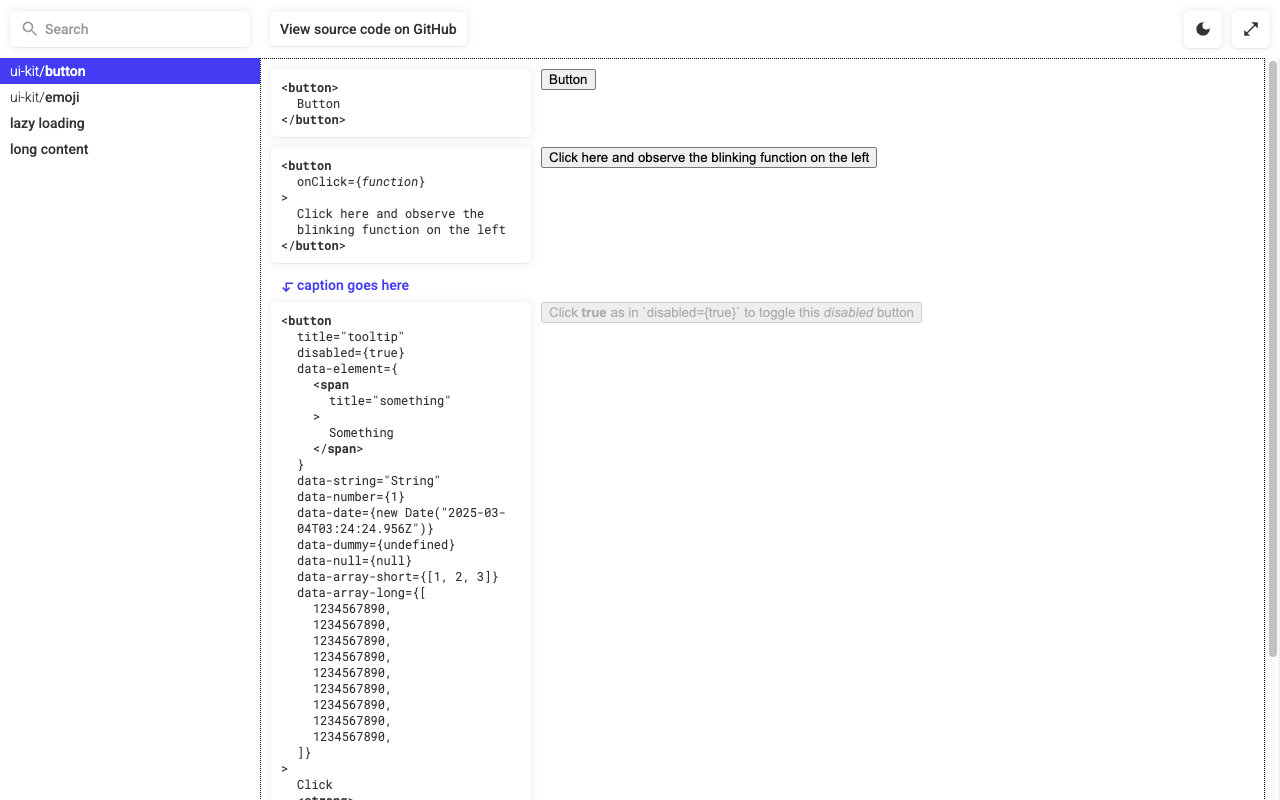 Search
View source code on GitHub
ui-kit/button
ui-kit/emoji
lazy loading
long content
<button>
Button
</button>
Button
<button
onClick={function}
>
Click here and observe the
blinking function on the left
</button>
Click here and observe the blinking function on the left
caption goes here
<button
title="tooltip"
disabled={true}
data-element={
<span
title="something"
>
Something
</span>
}
data-string="String"
data-number={1}
data-date={new Date("2025-03-
04T03:24:24.956Z")}
data-dummy={undefined}
data-null={null}
data-array-short={[1, 2, 3]}
data-array-long={[
1234567890,
1234567890,
1234567890,
1234567890,
1234567890,
1234567890,
1234567890,
1234567890,
1234567890,
]}
>
Click
<strong>
Click true as in `disabled={true}` to toggle this disabled button